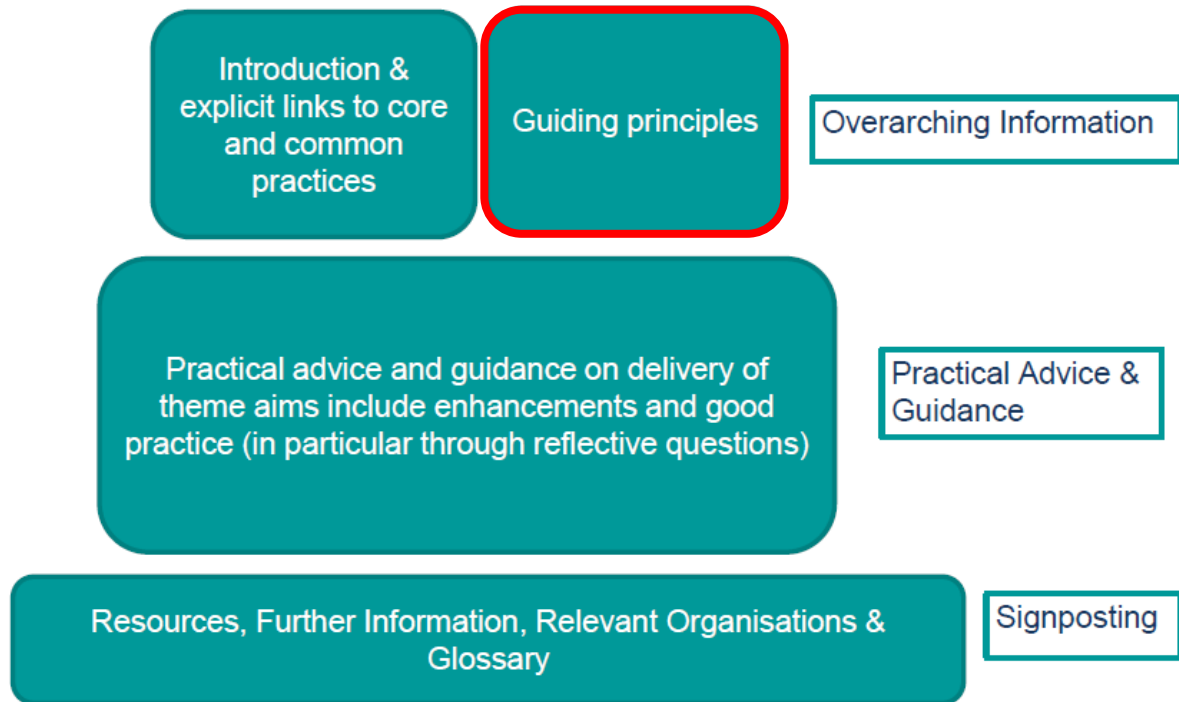 Introduction &
explicit links to core
and common
practices
Guiding principles
Overarching Information
Practical advice and guidance on delivery of
theme aims include enhancements and good
practice (in particular through reflective questions)
Practical Advice &
Guidance
Resources, Further Information, Relevant Organisations &
Glossary
Signposting